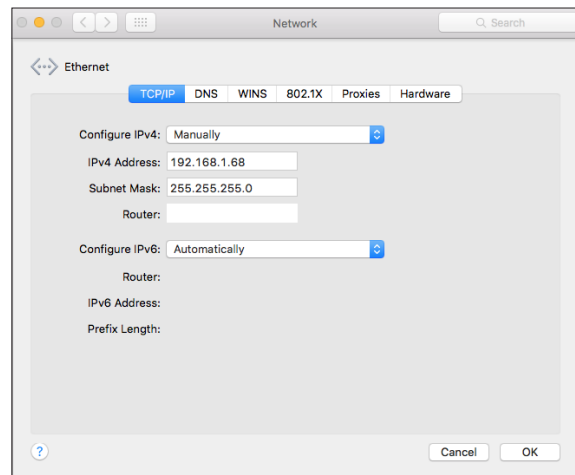 Network
Search
Ethernet
TCP/IP DNS WINS 802.1X Proxies Hardware
Configure IPv4: Manually
IPv4 Address: 192.168.1.68
Subnet Mask: 255.255.255.0
Router:
Configure IPv6: Automatically
Router:
IPv6 Address:
Prefix Length:
? Cancel OK